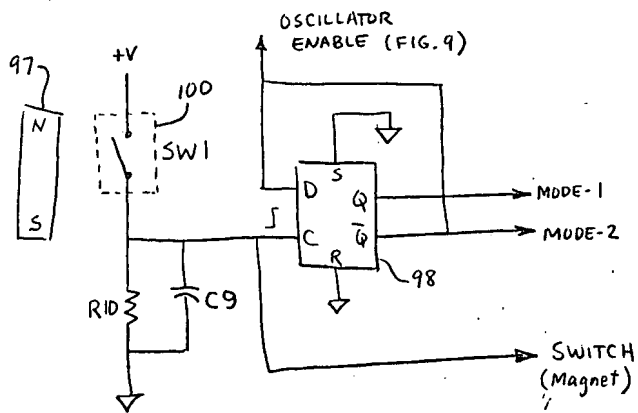 OSCILLATOR
ENABLE (FIG. 9)
97
+V
100
N
S
SW1
S
D
Q
MODE-1
C
Q̅
MODE-2
R
98
R10
C9
SWITCH
(Magnet)